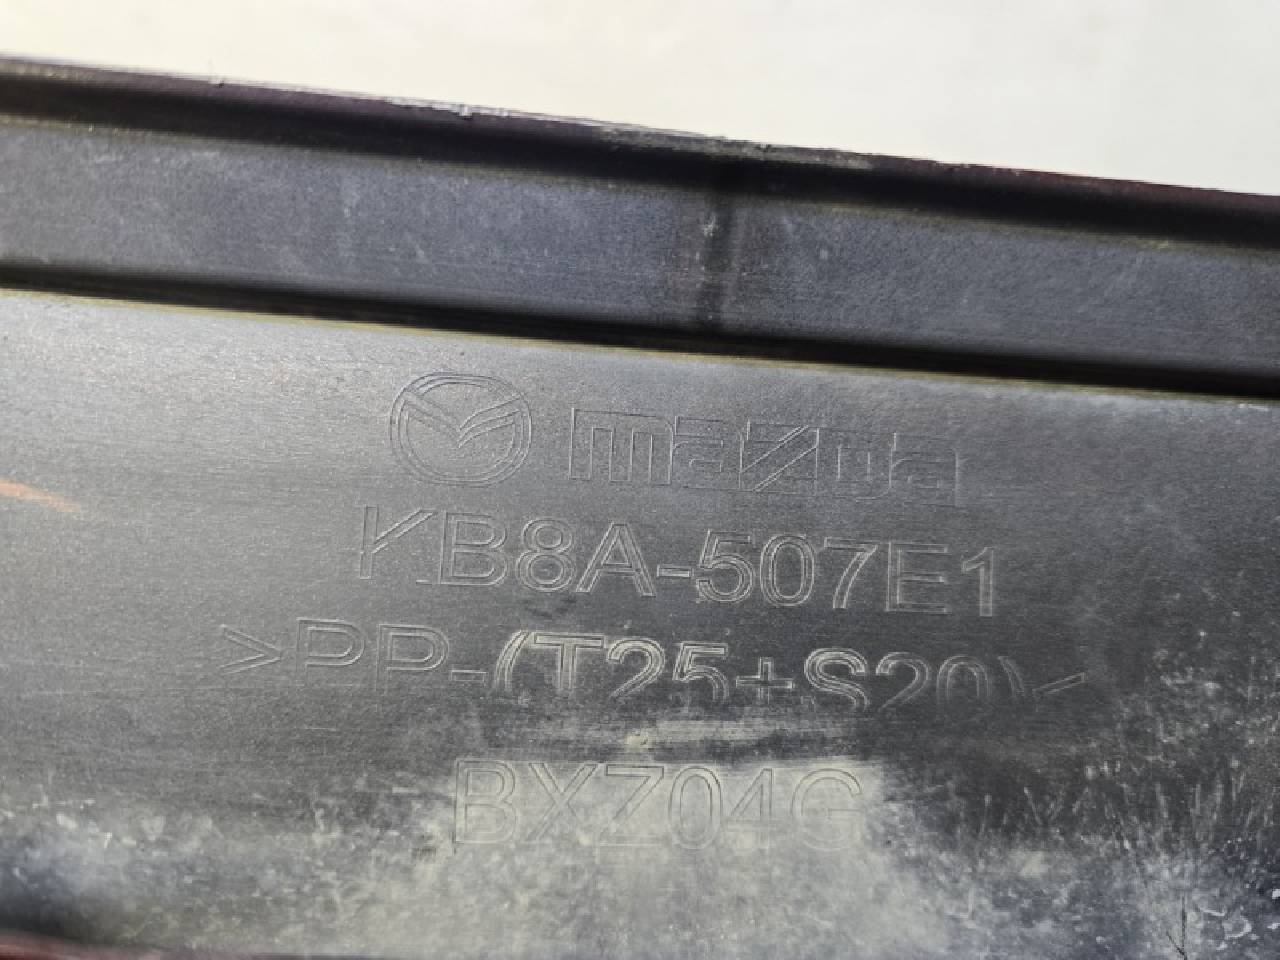 mazda
KB8A-507E1
>PP-(T25+S20)<
BXZ04G